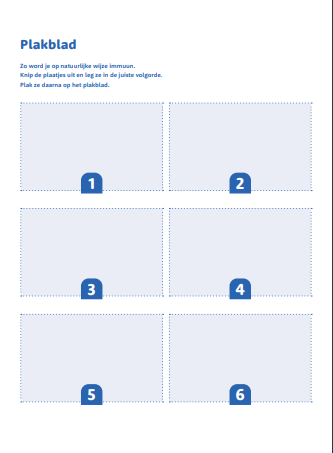 Plakblad
Zo word je op natuurlijke wijze immuun.
Knip de plaatjes uit en leg ze in de juiste volgorde.
Plak ze daarna op het plakblad.
1
2
3
4
5
6